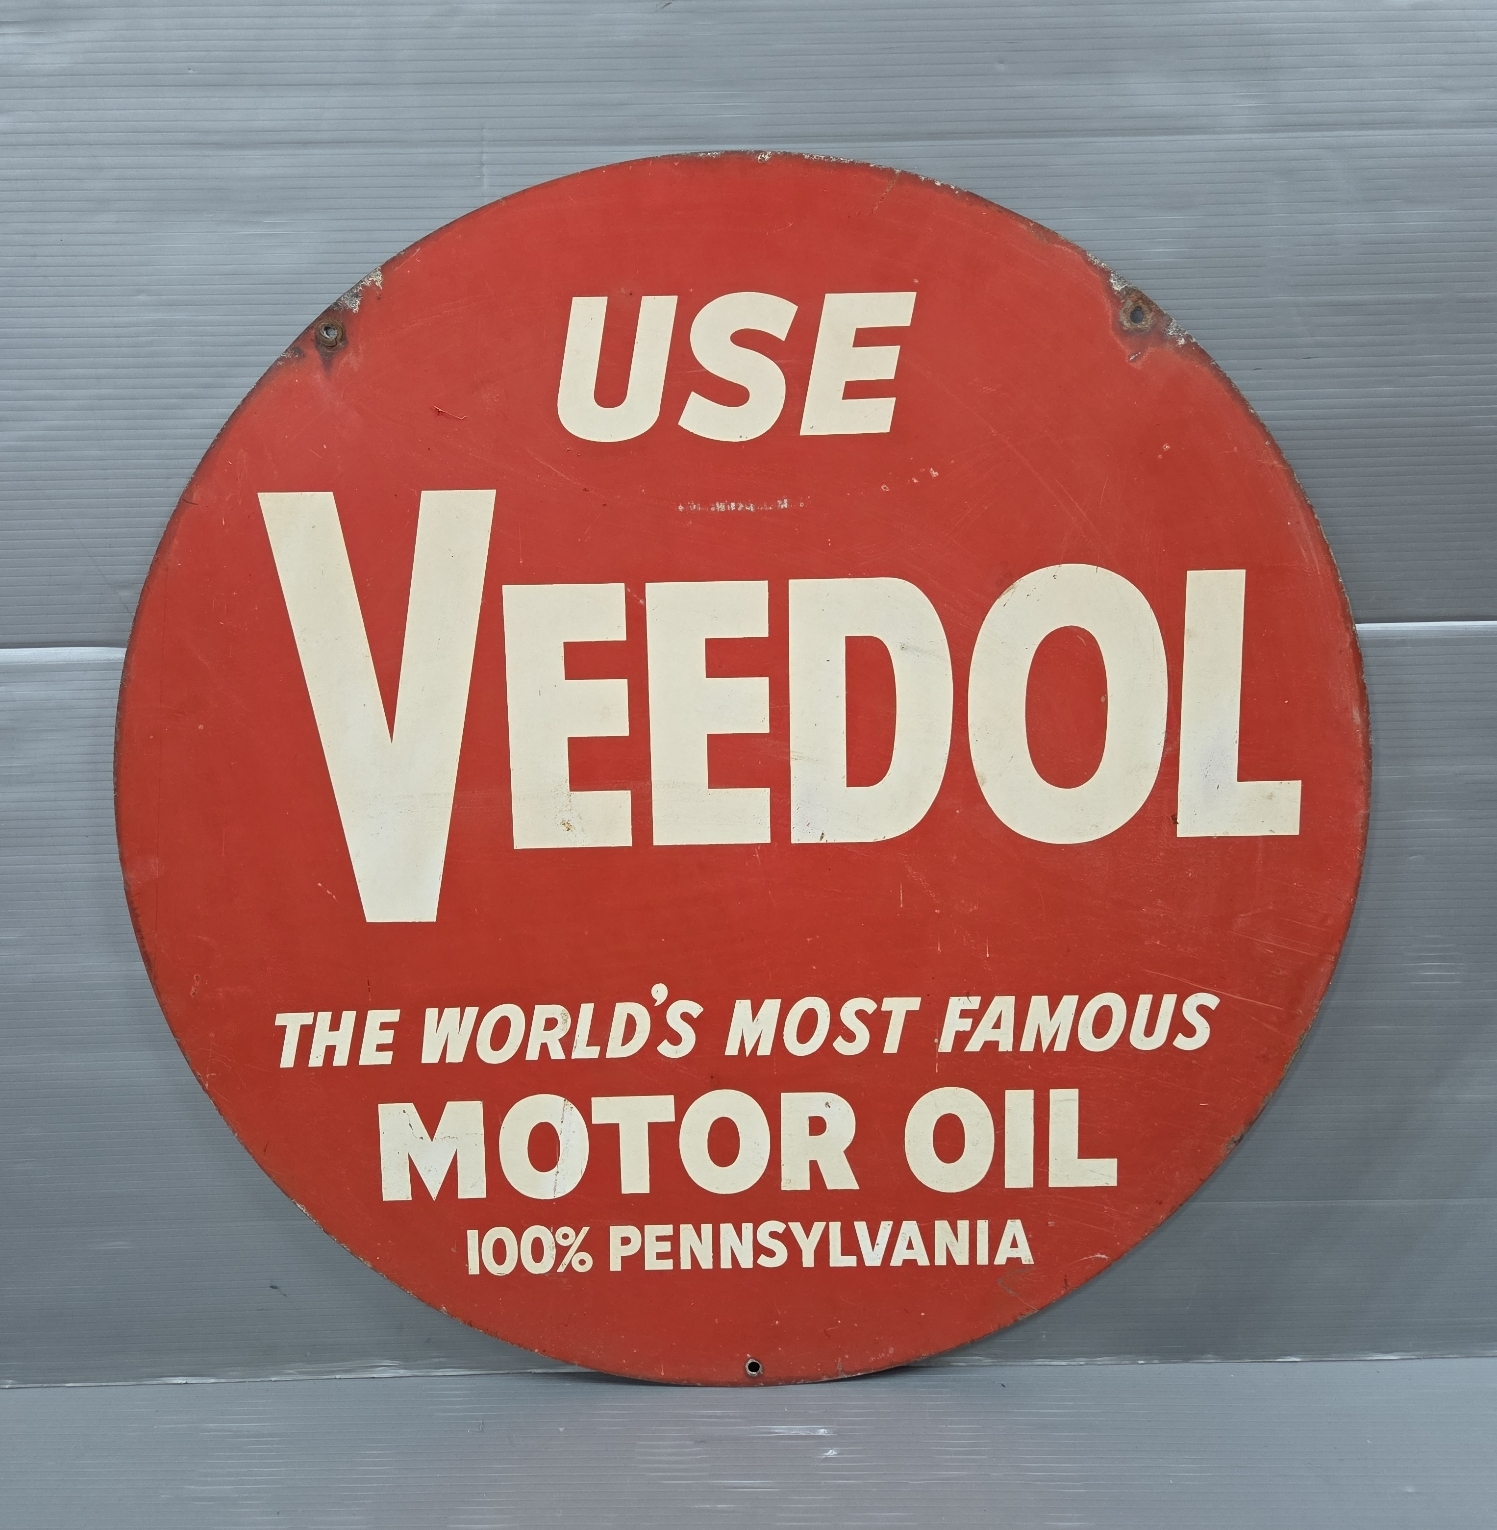 USE
VEEDOL
THE WORLD'S MOST FAMOUS
MOTOR OIL
100% PENNSYLVANIA